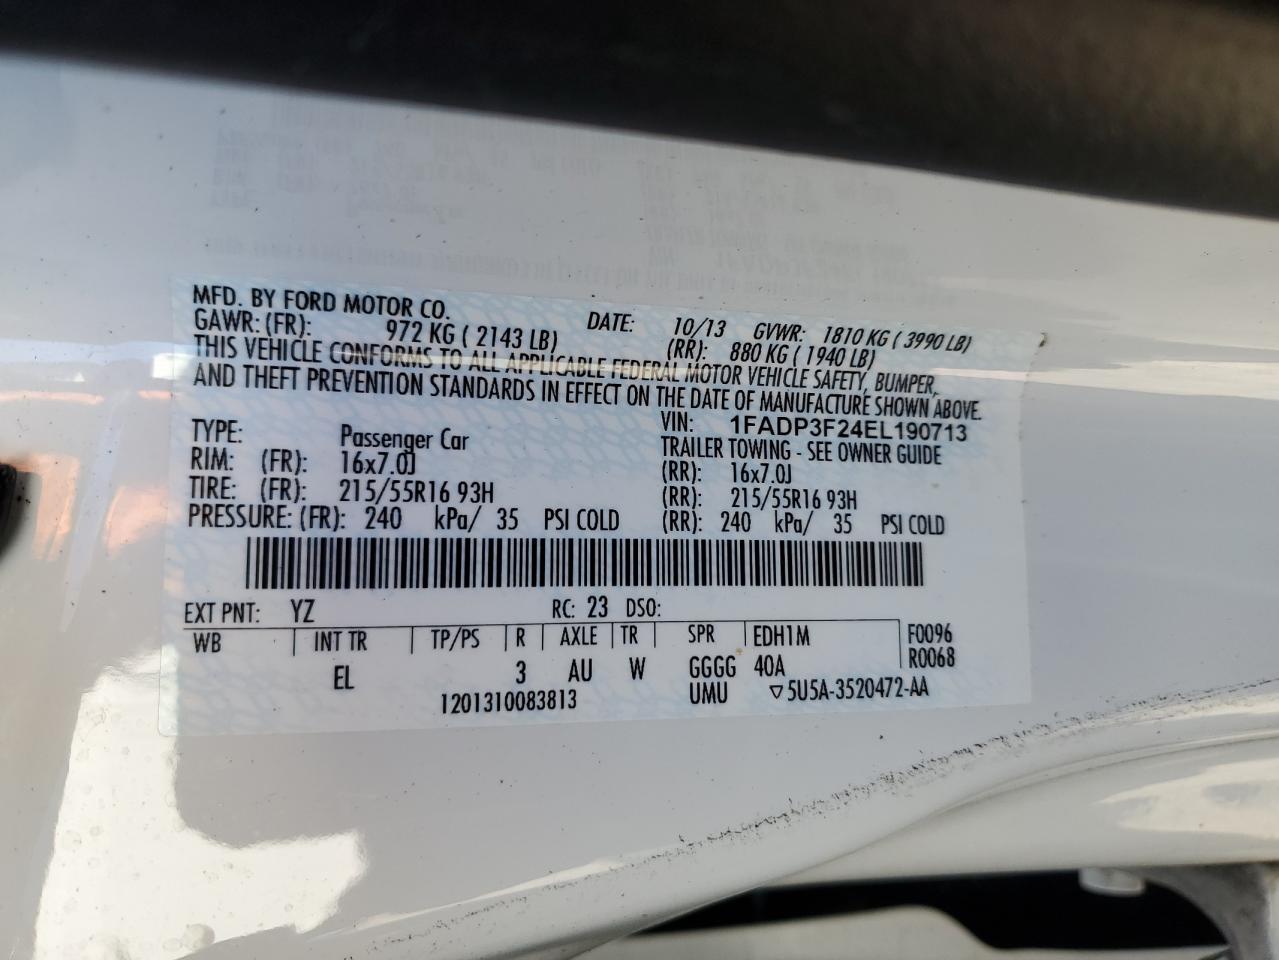 MFD. BY FORD MOTOR CO. DATE: 10/13 GVWR: 1810 KG ( 3990 LB)
GAWR: (FR): 972 KG ( 2143 LB) (RR): 880 KG ( 1940 LB)
THIS VEHICLE CONFORMS TO ALL APPLICABLE FEDERAL MOTOR VEHICLE SAFETY, BUMPER,
AND THEFT PREVENTION STANDARDS IN EFFECT ON THE DATE OF MANUFACTURE SHOWN ABOVE.
VIN: 1FADP3F24EL190713
TYPE: Passenger Car TRAILER TOWING - SEE OWNER GUIDE
RIM: (FR): 16x7.0J (RR): 16x7.0J
TIRE: (FR): 215/55R16 93H (RR): 215/55R16 93H
PRESSURE: (FR): 240 kPa/ 35 PSI COLD (RR): 240 kPa/ 35 PSI COLD
EXT PNT: YZ RC: 23 DSO:
WB INT TR TP/PS R AXLE TR SPR EDH1M F0096
EL 3 AU W GGGG 40A R0068
1201310083813 UMU ▽5U5A-3520472-AA